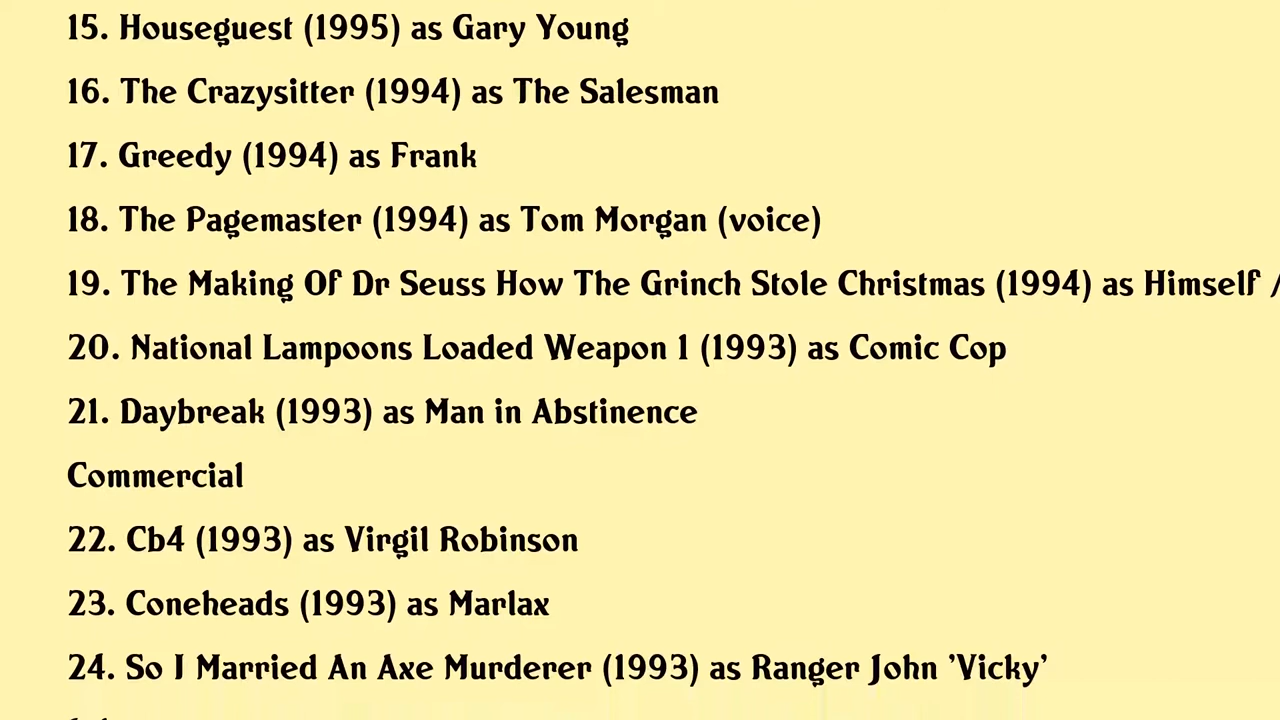 15. Houseguest (1995) as Gary Young
16. The Crazysitter (1994) as The Salesman
17. Greedy (1994) as Frank
18. The Pagemaster (1994) as Tom Morgan (voice)
19. The Making Of Dr Seuss How The Grinch Stole Christmas (1994) as Himself /
20. National Lampoons Loaded Weapon 1 (1993) as Comic Cop
21. Daybreak (1993) as Man in Abstinence
Commercial
22. Cb4 (1993) as Virgil Robinson
23. Coneheads (1993) as Marlax
24. So I Married An Axe Murderer (1993) as Ranger John 'Vicky'